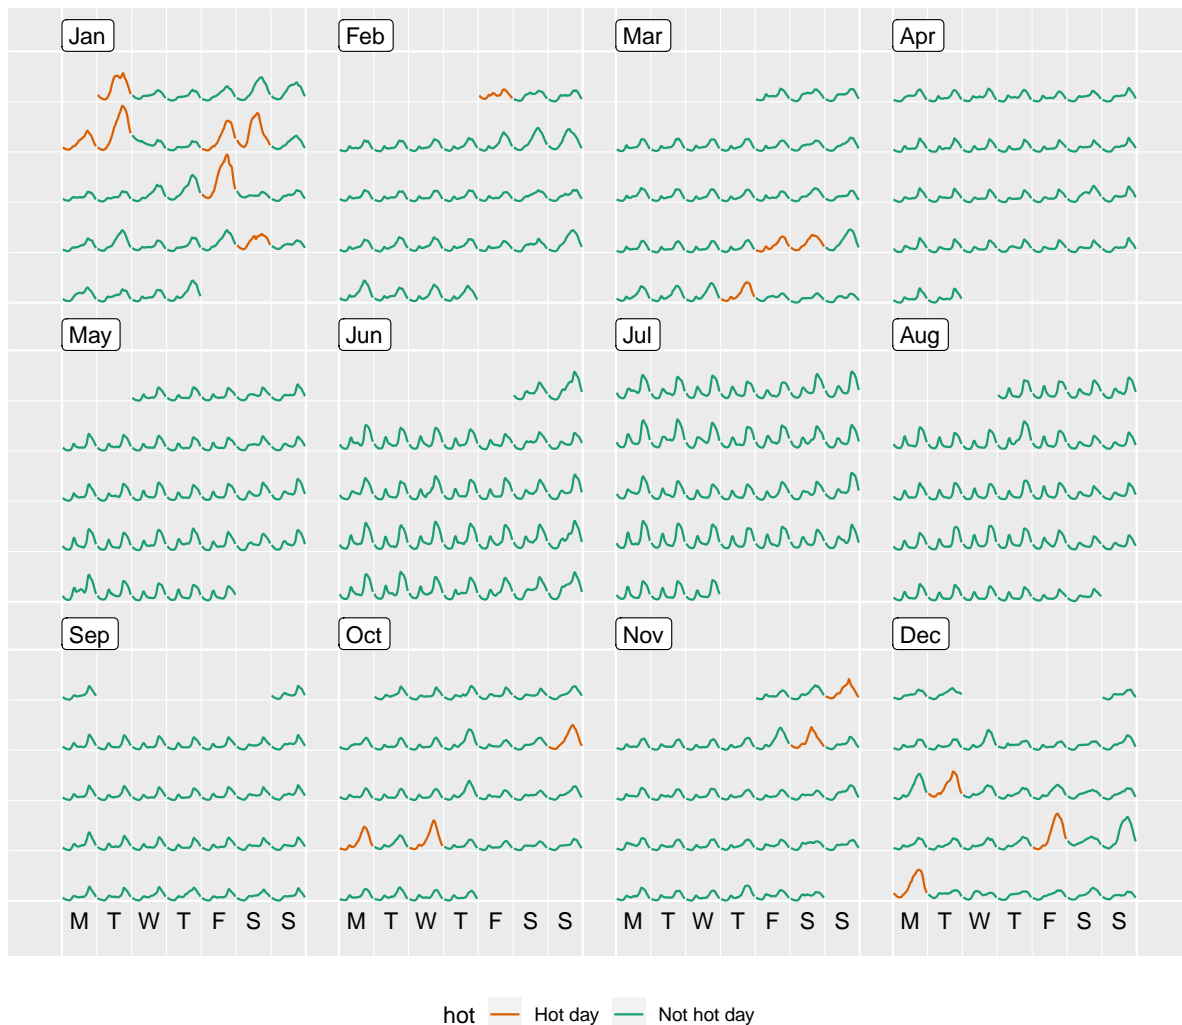 Jan Feb Mar Apr
May Jun Jul Aug
Sep Oct Nov Dec
M T W T F S S M T W T F S S M T W T F S S M T W T F S S
hot Hot day Not hot day